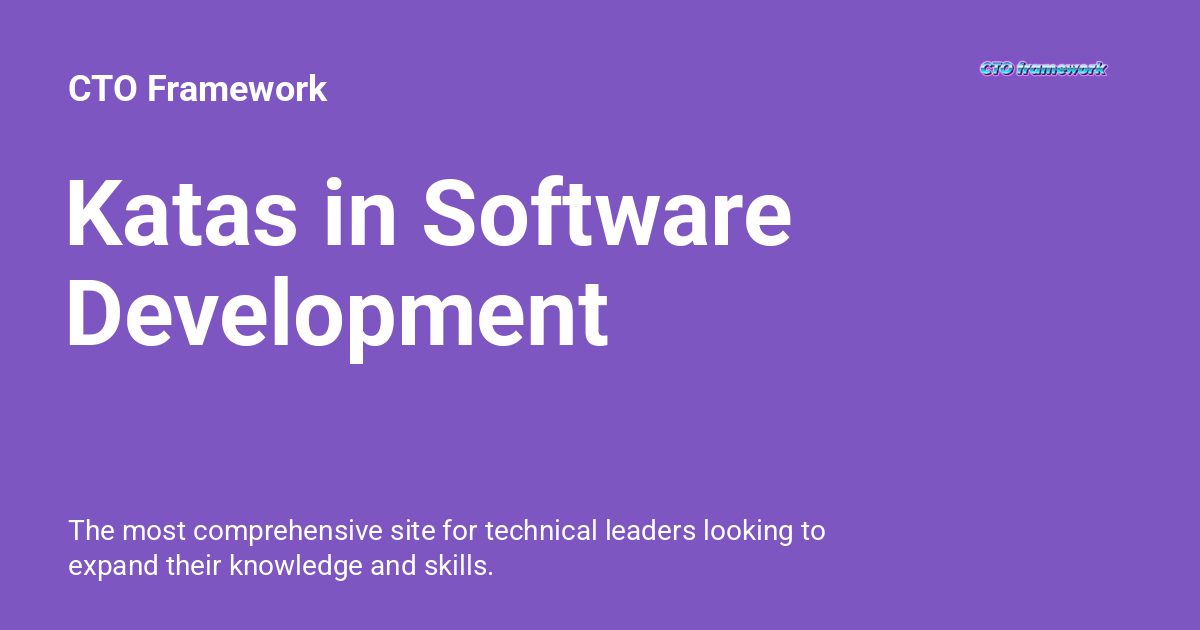 CTO Framework
CTO framework
Katas in Software
Development
The most comprehensive site for technical leaders looking to
expand their knowledge and skills.